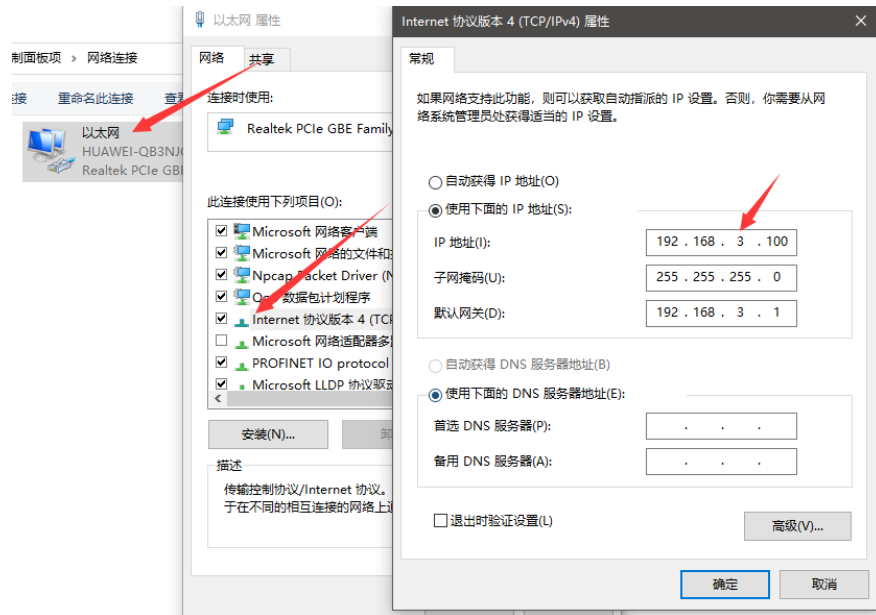 制面板项 › 网络连接
接 重命名此连接 查看
以太网
HUAWEI-QB3NJ
Realtek PCIe GBE
以太网 属性
网络 共享
连接时使用:
Realtek PCIe GBE Family
此连接使用下列项目(O):
Microsoft 网络客户端
Microsoft 网络的文件和
Npcap Packet Driver (N
QoS 数据包计划程序
Internet 协议版本 4 (TCP
Microsoft 网络适配器多
PROFINET IO protocol
Microsoft LLDP 协议驱动
安装(N)... 卸
描述
传输控制协议/Internet 协议。
于在不同的相互连接的网络上
Internet 协议版本 4 (TCP/IPv4) 属性
常规
如果网络支持此功能，则可以获取自动指派的 IP 设置。否则，你需要从网
络系统管理员处获得适当的 IP 设置。
自动获得 IP 地址(O)
使用下面的 IP 地址(S):
IP 地址(I): 192 . 168 . 3 . 100
子网掩码(U): 255 . 255 . 255 . 0
默认网关(D): 192 . 168 . 3 . 1
自动获得 DNS 服务器地址(B)
使用下面的 DNS 服务器地址(E):
首选 DNS 服务器(P): . . .
备用 DNS 服务器(A): . . .
退出时验证设置(L)
高级(V)...
确定 取消